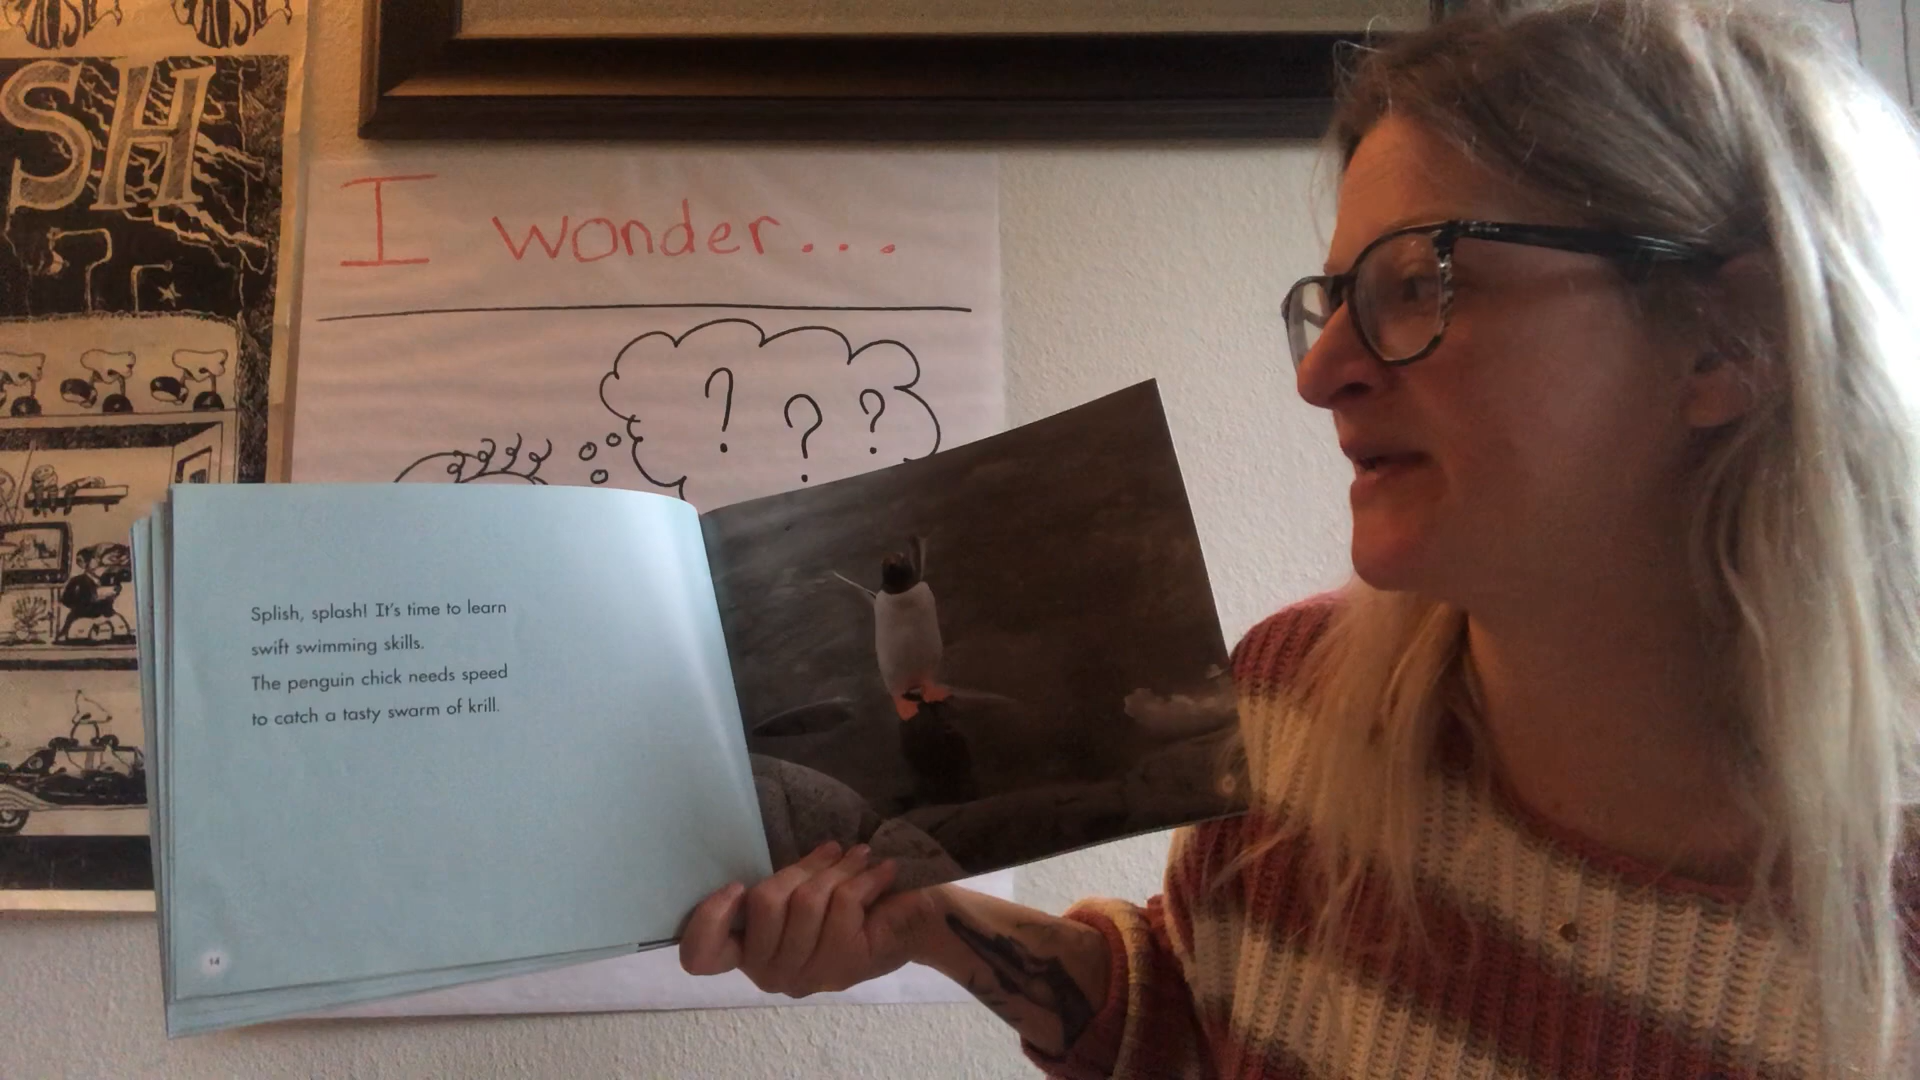 SH
I wonder...
? ? ?
Splish, splash! It's time to learn
swift swimming skills.
The penguin chick needs speed
to catch a tasty swarm of krill.
14